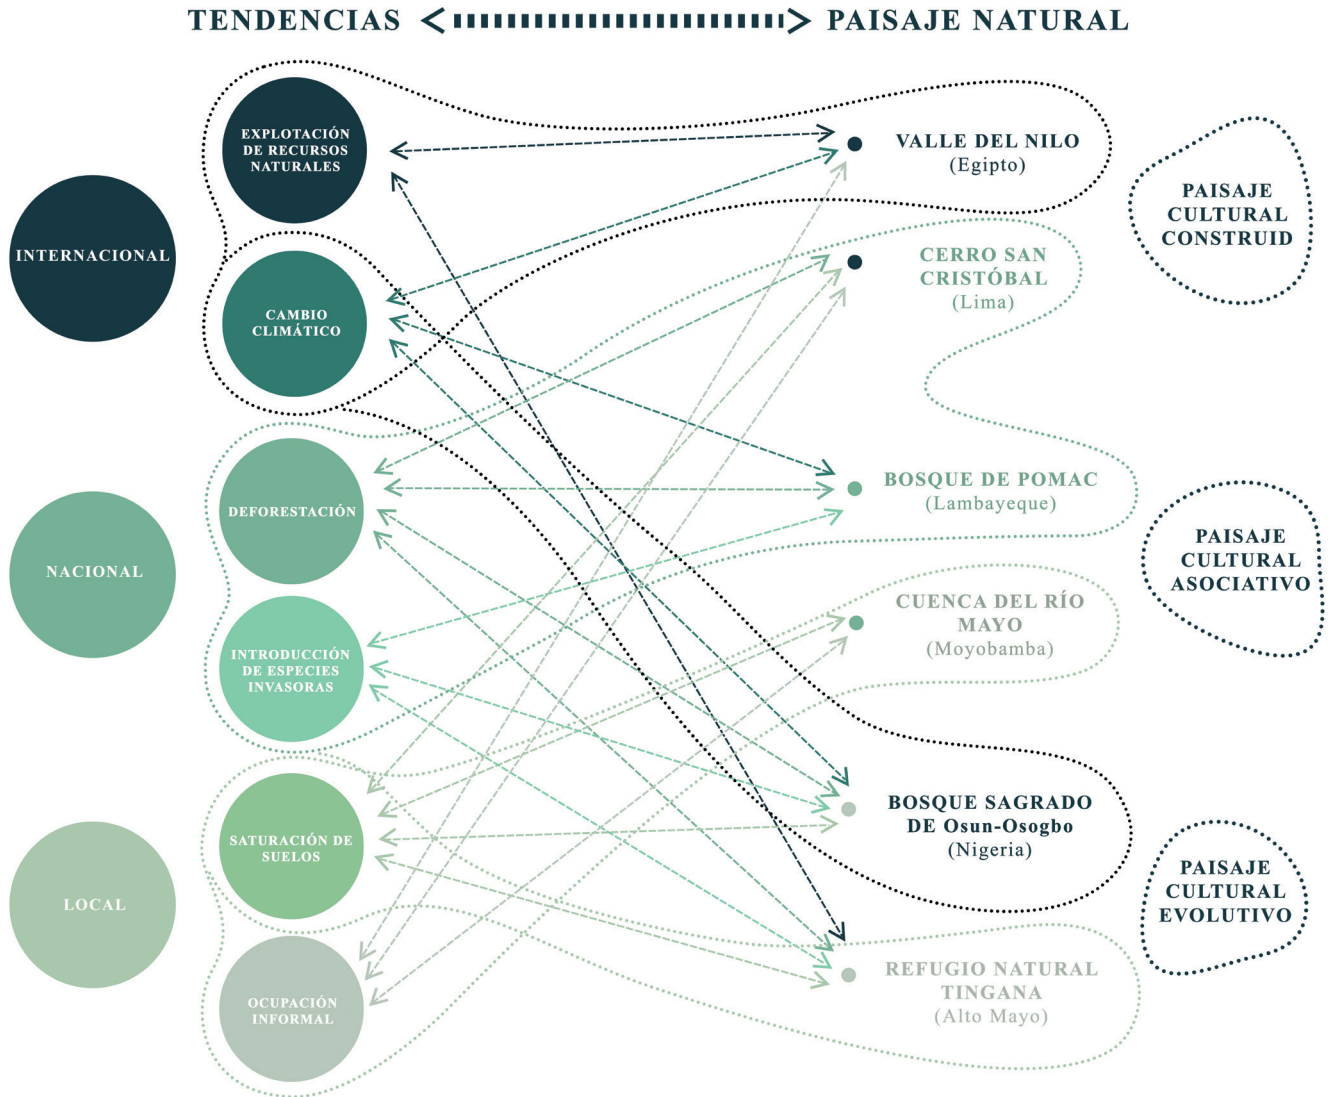 TENDENCIAS
PAISAJE NATURAL
INTERNACIONAL
NACIONAL
LOCAL
EXPLOTACIÓN
DE RECURSOS
NATURALES
CAMBIO
CLIMÁTICO
DEFORESTACIÓN
INTRODUCCIÓN
DE ESPECIES
INVASORAS
SATURACIÓN DE
SUELOS
OCUPACIÓN
INFORMAL
VALLE DEL NILO
(Egipto)
CERRO SAN
CRISTÓBAL
(Lima)
BOSQUE DE POMAC
(Lambayeque)
CUENCA DEL RÍO
MAYO
(Moyobamba)
BOSQUE SAGRADO
DE Osun-Osogbo
(Nigeria)
REFUGIO NATURAL
TINGANA
(Alto Mayo)
PAISAJE
CULTURAL
CONSTRUID
PAISAJE
CULTURAL
ASOCIATIVO
PAISAJE
CULTURAL
EVOLUTIVO